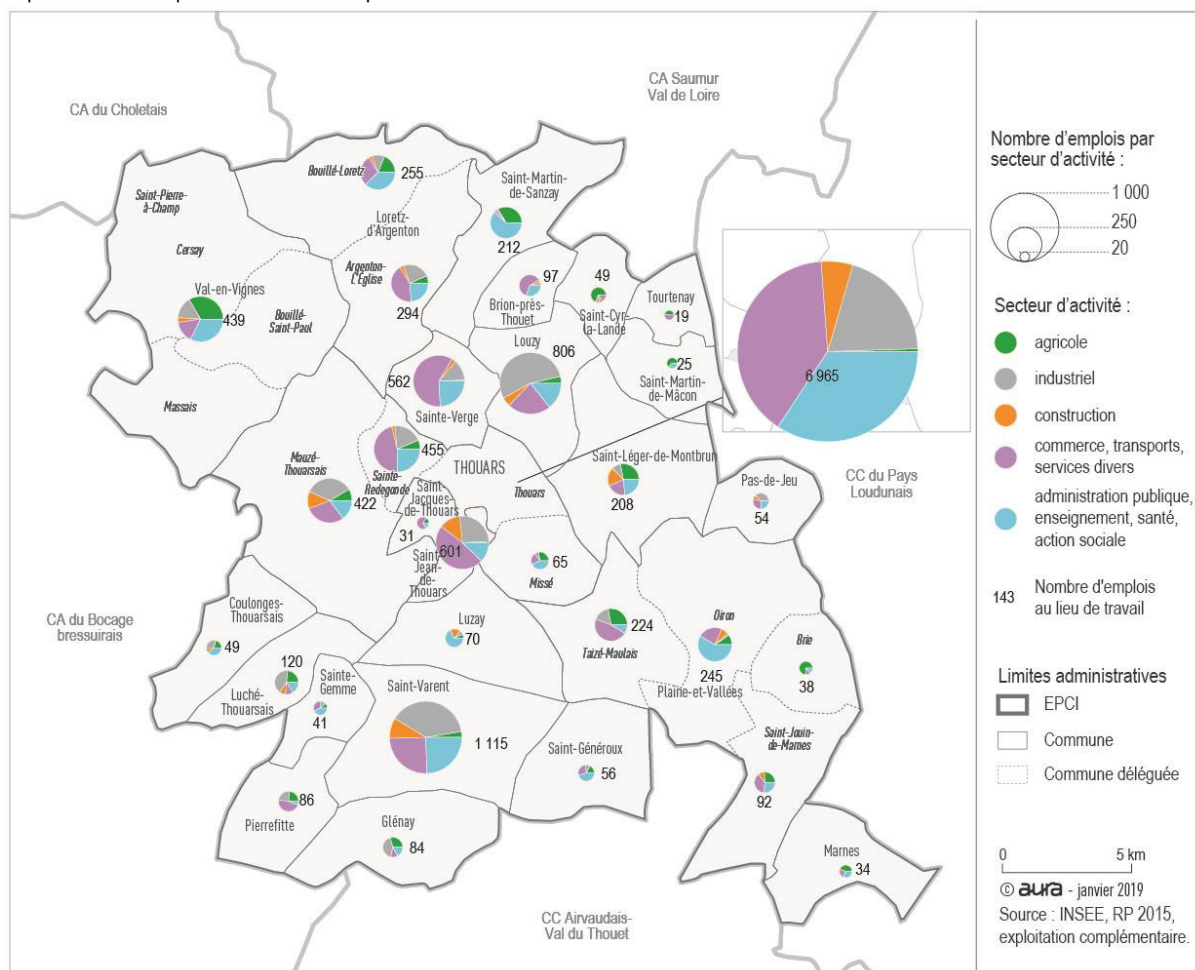 CA Saumur
Val de Loire
CA du Choletais
Bouillé-Loretz
255
Saint-Martin-
de-Sanzay
Saint-Pierre-
à-Champ
Loretz-
d'Argenton
212
Cersay
Argenton-
L'Église
97
49
Val-en-Vignes
Tourtenay
Brion-près-
Thouet
Saint-Cyr-
la-Lande
19
439
Bouillé-
Saint-Paul
294
Louzy
806
25
Saint-Martin-
de-Mâcon
562
6 965
Massais
Sainte-Verge
Mauzé-
Thouarsais
455
THOUARS
Saint-Léger-de-Montbrun
Sainte-
Redegonde
Thouars
Pas-de-Jeu
CC du Pays
Loudunais
422
Saint-
Jacques-
de-Thouars
208
54
31
601
Saint-
Jean-
de-
Thouars
65
Missé
CA du Bocage
bressuirais
Coulonges-
Thouarsais
Luzay
224
Oiron
Brie
49
70
Taizé-Maulais
120
Sainte-
Gemme
245
38
Luché-
Thouarsais
Saint-Varent
Plaine-et-Vallées
41
Saint-Jouin-
de-Marnes
1 115
Saint-Généroux
56
92
86
Pierrefitte
Glénay
84
Marnes
34
CC Airvaudais-
Val du Thouet
Nombre d'emplois par
secteur d'activité :
1 000
250
20
Secteur d'activité :
agricole
industriel
construction
commerce, transports,
services divers
administration publique,
enseignement, santé,
action sociale
143 Nombre d'emplois
au lieu de travail
Limites administratives
EPCI
Commune
Commune déléguée
0 5 km
© aura - janvier 2019
Source : INSEE, RP 2015,
exploitation complémentaire.